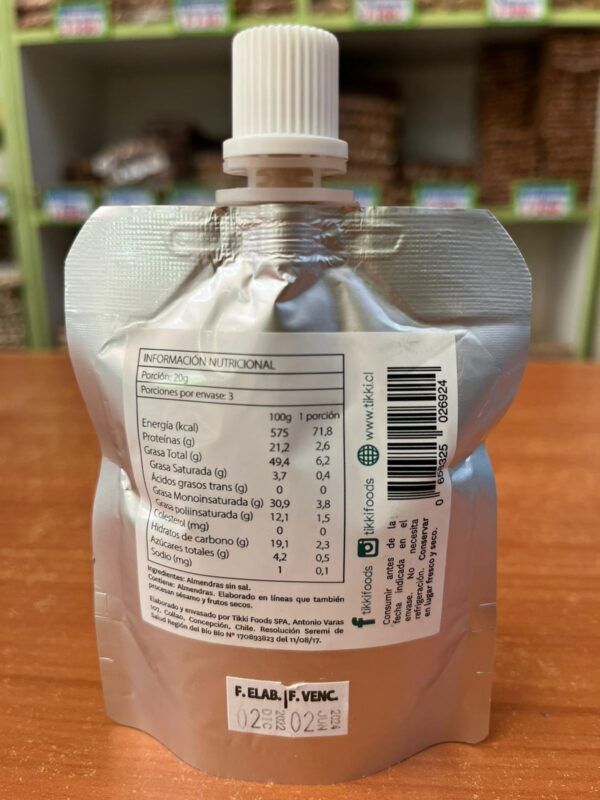 INFORMACIÓN NUTRICIONAL
Porción: 20g
Porciones por envase: 3
100g 1 porción
Energía (kcal) 575 71,8
Proteínas (g) 21,2 2,6
Grasa Total (g) 49,4 6,2
Grasa Saturada (g) 3,7 0,4
Ácidos grasos trans (g) 0 0
Grasa Monoinsaturada (g) 30,9 3,8
Grasa poliinsaturada (g) 12,1 1,5
Colesterol (mg) 0 0
Hidratos de carbono (g) 19,1 2,3
Azúcares totales (g) 4,2 0,5
Sodio (mg) 1 0,1
Ingredientes: Almendras sin sal.
Contiene: Almendras. Elaborado en líneas que también
procesan sésamo y frutos secos.
Elaborado y envasado por Tikki Foods SPA, Antonio Varas
107, Collao, Concepción, Chile. Resolución Seremi de
Salud Región del Bío Bío N° 170893823 del 11/08/17.
tikkifoods tikkifoods www.tikki.cl
Consumir antes de la
fecha indicada en el
envase. No necesita
refrigeración. Conservar
en lugar fresco y seco.
026924
F. ELAB. | F. VENC.
02 DIC 2022 02 JUN 2024